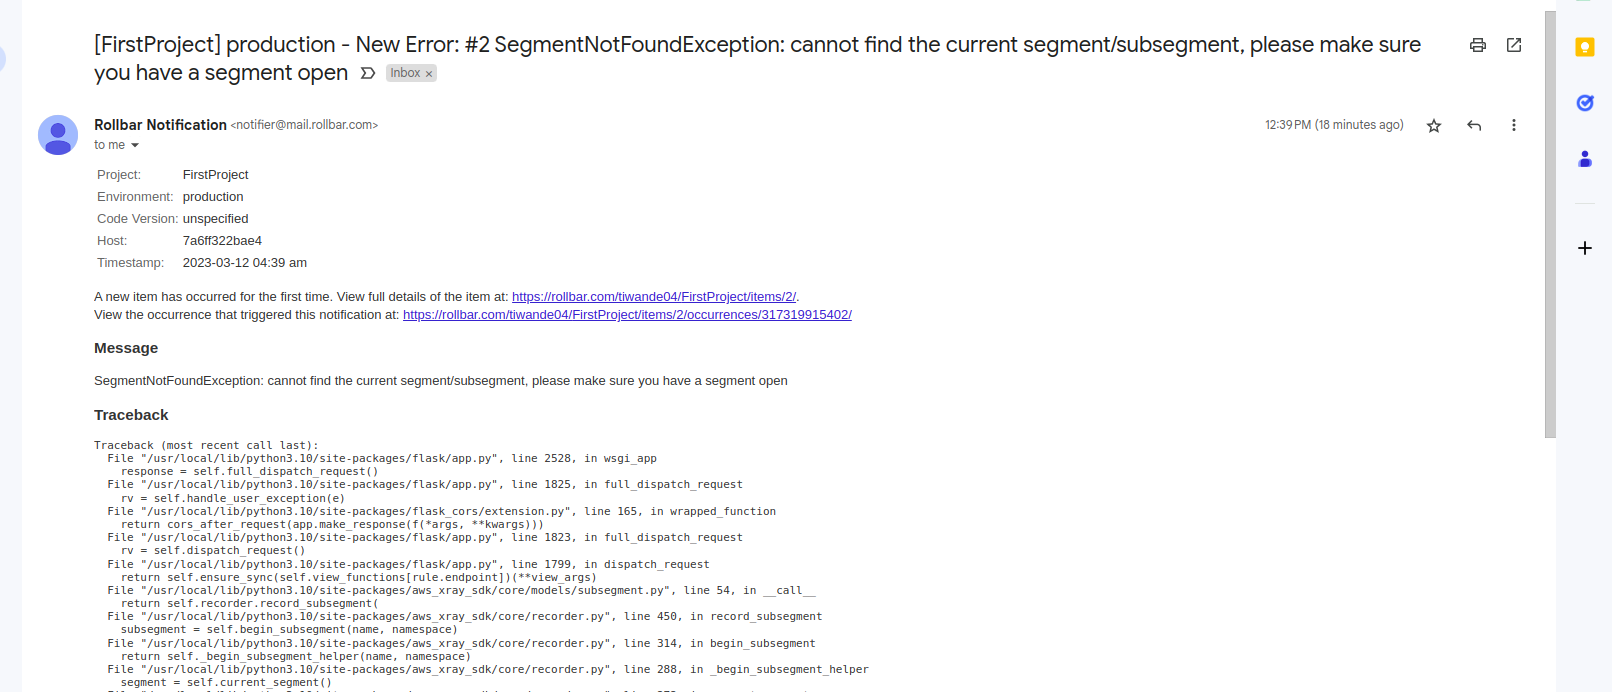 [FirstProject] production - New Error: #2 SegmentNotFoundException: cannot find the current segment/subsegment, please make sure
you have a segment open Inbox ×
Rollbar Notification <notifier@mail.rollbar.com>
12:39 PM (18 minutes ago)
to me
Project: FirstProject
Environment: production
Code Version: unspecified
Host: 7a6ff322bae4
Timestamp: 2023-03-12 04:39 am
A new item has occurred for the first time. View full details of the item at: https://rollbar.com/tiwande04/FirstProject/items/2/.
View the occurrence that triggered this notification at: https://rollbar.com/tiwande04/FirstProject/items/2/occurrences/317319915402/
Message
SegmentNotFoundException: cannot find the current segment/subsegment, please make sure you have a segment open
Traceback
Traceback (most recent call last):
  File "/usr/local/lib/python3.10/site-packages/flask/app.py", line 2528, in wsgi_app
    response = self.full_dispatch_request()
  File "/usr/local/lib/python3.10/site-packages/flask/app.py", line 1825, in full_dispatch_request
    rv = self.handle_user_exception(e)
  File "/usr/local/lib/python3.10/site-packages/flask_cors/extension.py", line 165, in wrapped_function
    return cors_after_request(app.make_response(f(*args, **kwargs)))
  File "/usr/local/lib/python3.10/site-packages/flask/app.py", line 1823, in full_dispatch_request
    rv = self.dispatch_request()
  File "/usr/local/lib/python3.10/site-packages/flask/app.py", line 1799, in dispatch_request
    return self.ensure_sync(self.view_functions[rule.endpoint])(**view_args)
  File "/usr/local/lib/python3.10/site-packages/aws_xray_sdk/core/models/subsegment.py", line 54, in __call__
    return self.recorder.record_subsegment(
  File "/usr/local/lib/python3.10/site-packages/aws_xray_sdk/core/recorder.py", line 450, in record_subsegment
    subsegment = self.begin_subsegment(name, namespace)
  File "/usr/local/lib/python3.10/site-packages/aws_xray_sdk/core/recorder.py", line 314, in begin_subsegment
    return self._begin_subsegment_helper(name, namespace)
  File "/usr/local/lib/python3.10/site-packages/aws_xray_sdk/core/recorder.py", line 288, in _begin_subsegment_helper
    segment = self.current_segment()